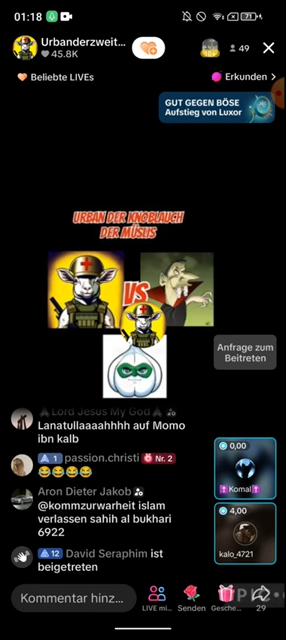 01:18
71
Urbanderzweit...
45.8K
49
Beliebte LIVEs
Erkunden >
GUT GEGEN BÖSE
Aufstieg von Luxor
URBAN DER KNOBLAUCH
DER MÜSLIS
VS
Anfrage zum
Beitreten
Lord Jesus My God
Lanatullaaaahhhh auf Momo
ibn kalb
1 passion.christi Nr. 2
😂😂😂😂
Aron Dieter Jakob
@kommzurwarheit islam
verlassen sahih al bukhari
6922
12 David Seraphim ist
beigetreten
0,00
Komal
4,00
kalo_4721
Kommentar hinz...
LIVE mi...
Senden
Gesche...
29